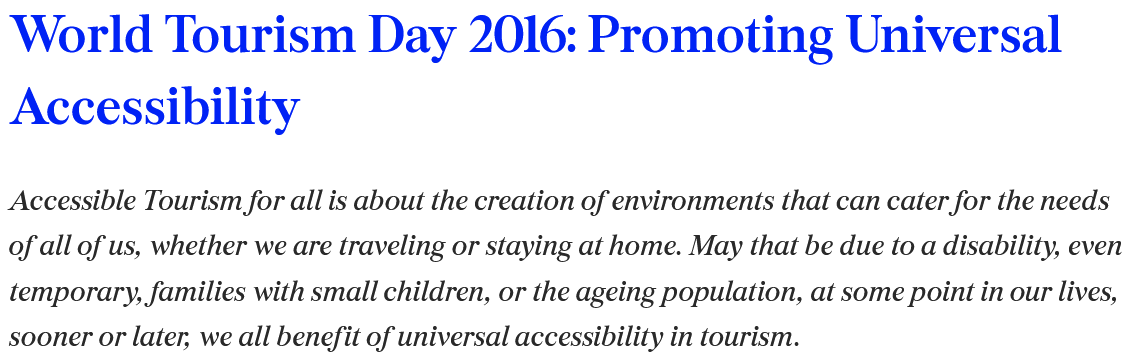 World Tourism Day 2016: Promoting Universal
Accessibility
Accessible Tourism for all is about the creation of environments that can cater for the needs
of all of us, whether we are traveling or staying at home. May that be due to a disability, even
temporary, families with small children, or the ageing population, at some point in our lives,
sooner or later, we all benefit of universal accessibility in tourism.